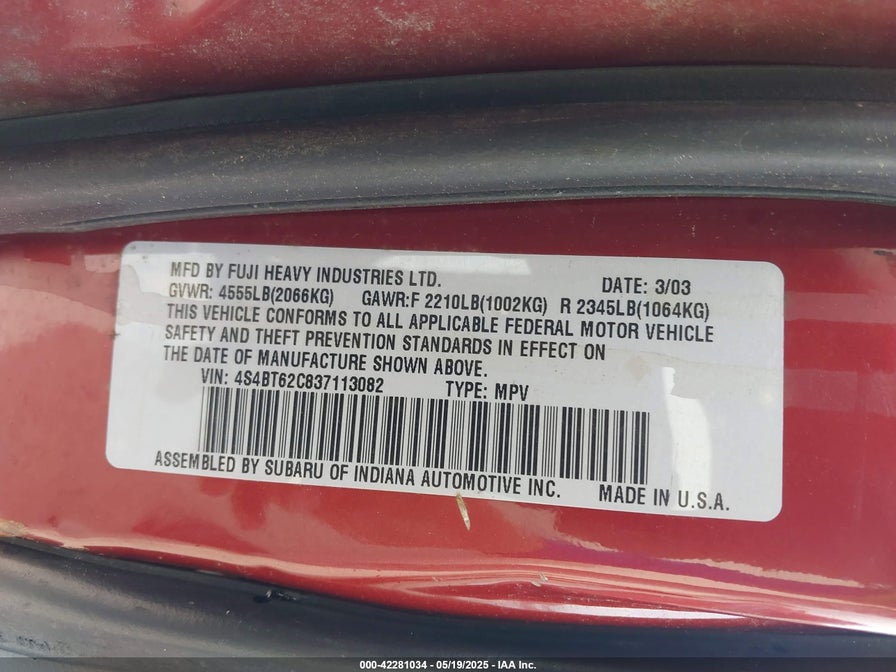 MFD BY FUJI HEAVY INDUSTRIES LTD. DATE: 3/03
GVWR: 4555LB(2066KG) GAWR:F 2210LB(1002KG) R 2345LB(1064KG)
THIS VEHICLE CONFORMS TO ALL APPLICABLE FEDERAL MOTOR VEHICLE
SAFETY AND THEFT PREVENTION STANDARDS IN EFFECT ON
THE DATE OF MANUFACTURE SHOWN ABOVE.
VIN: 4S4BT62C837113082 TYPE: MPV
ASSEMBLED BY SUBARU OF INDIANA AUTOMOTIVE INC. MADE IN U.S.A.
000-42281034 - 05/19/2025 - IAA Inc.